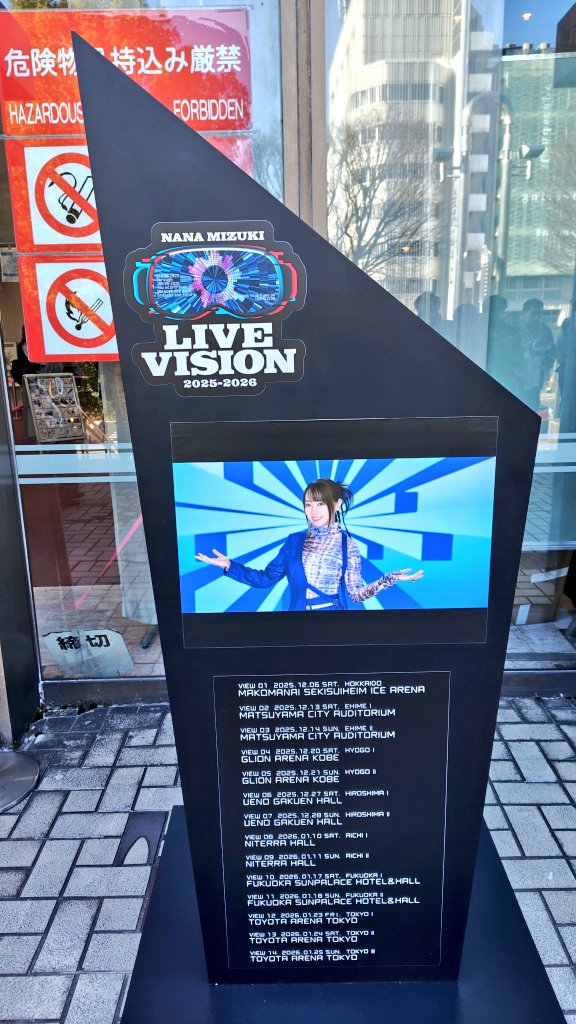 危険物 持込み厳禁
HAZARDOUS FORBIDDEN
NANA MIZUKI
LIVE
VISION
2025-2026
締切
VIEW 01 2025.12.06 SAT. HOKKAIDO
MAKOMANAI SEKISUIHEIM ICE ARENA
VIEW 02 2025.12.13 SAT. EHIME I
MATSUYAMA CITY AUDITORIUM
VIEW 03 2025.12.14 SUN. EHIME II
MATSUYAMA CITY AUDITORIUM
VIEW 04 2025.12.20 SAT. HYOGO I
GLION ARENA KOBE
VIEW 05 2025.12.21 SUN. HYOGO II
GLION ARENA KOBE
VIEW 06 2025.12.27 SAT. HIROSHIMA I
UENO GAKUEN HALL
VIEW 07 2025.12.28 SUN. HIROSHIMA II
UENO GAKUEN HALL
VIEW 08 2026.01.10 SAT. AICHI I
NITERRA HALL
VIEW 09 2026.01.11 SUN. AICHI II
NITERRA HALL
VIEW 10 2026.01.17 SAT. FUKUOKA I
FUKUOKA SUNPALACE HOTEL&HALL
VIEW 11 2026.01.18 SUN. FUKUOKA II
FUKUOKA SUNPALACE HOTEL&HALL
VIEW 12 2026.01.23 FRI. TOKYO I
TOYOTA ARENA TOKYO
VIEW 13 2026.01.24 SAT. TOKYO II
TOYOTA ARENA TOKYO
VIEW 14 2026.01.25 SUN. TOKYO III
TOYOTA ARENA TOKYO